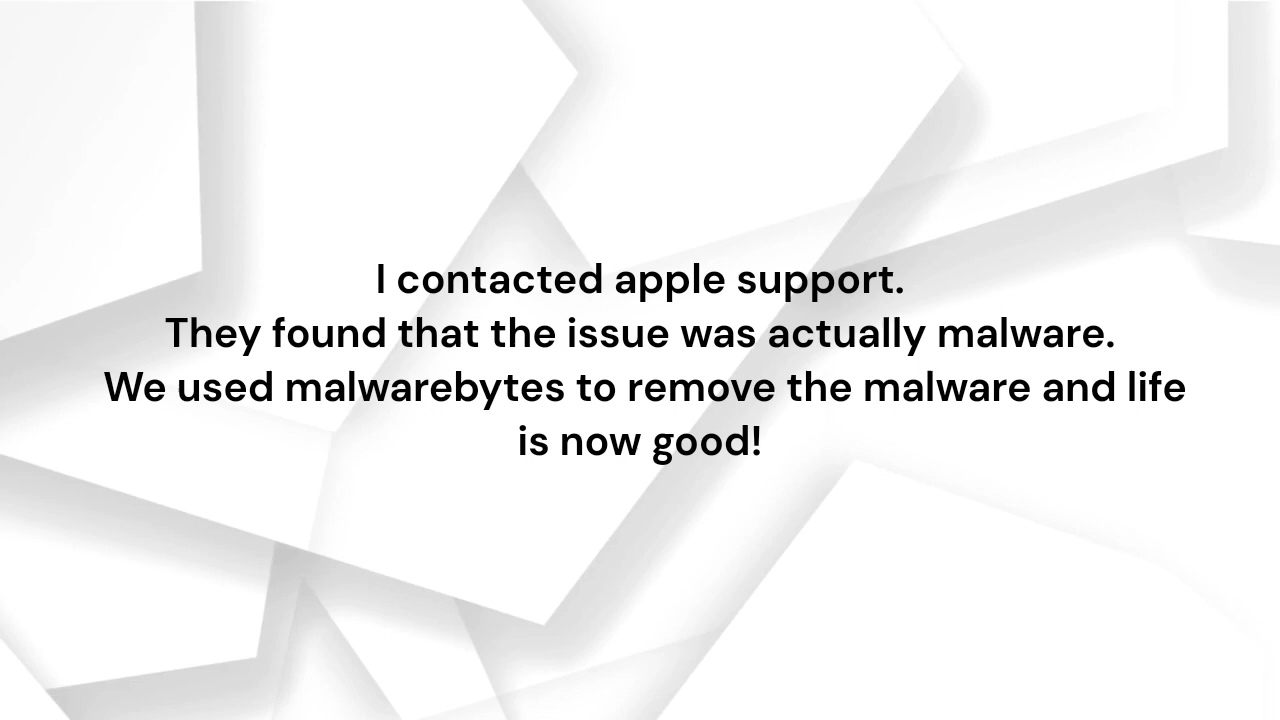 I contacted apple support.
They found that the issue was actually malware.
We used malwarebytes to remove the malware and life
is now good!